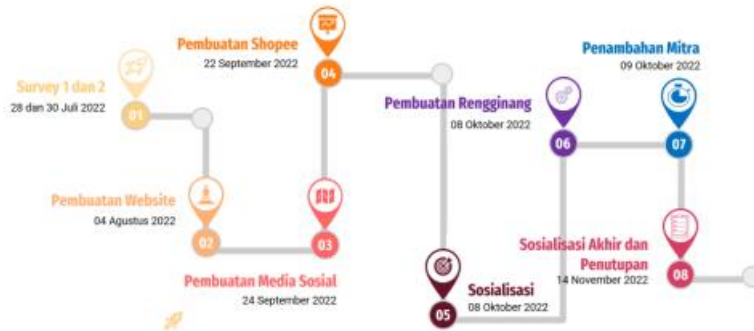 Survey 1 dan 2
28 dan 30 Juli 2022
01
Pembuatan Website
04 Agustus 2022
02
03
Pembuatan Media Sosial
24 September 2022
Pembuatan Shopee
22 September 2022
04
05
Sosialisasi
08 Oktober 2022
Pembuatan Rengginang
08 Oktober 2022
06
Penambahan Mitra
09 Oktober 2022
07
Sosialisasi Akhir dan
Penutupan
14 November 2022
08